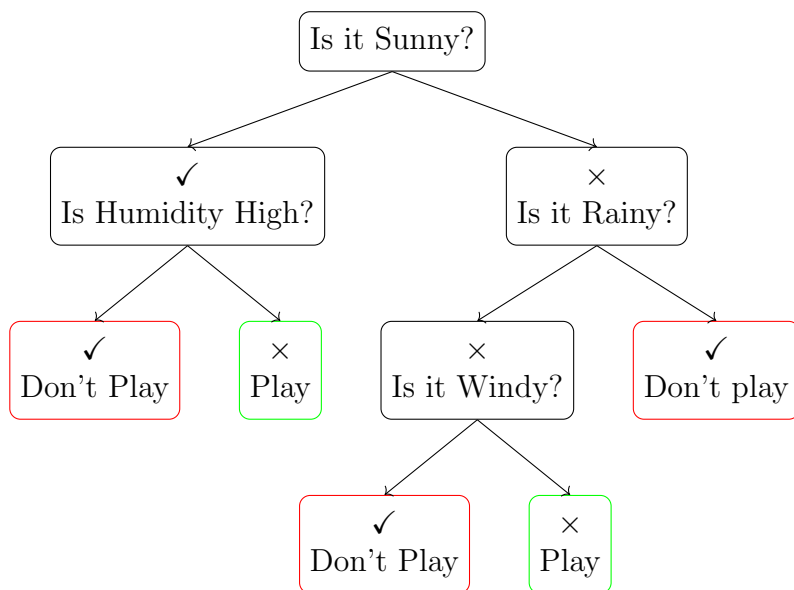 Is it Sunny?
✓
Is Humidity High?
×
Is it Rainy?
✓
Don't Play
×
Play
×
Is it Windy?
✓
Don't play
✓
Don't Play
×
Play